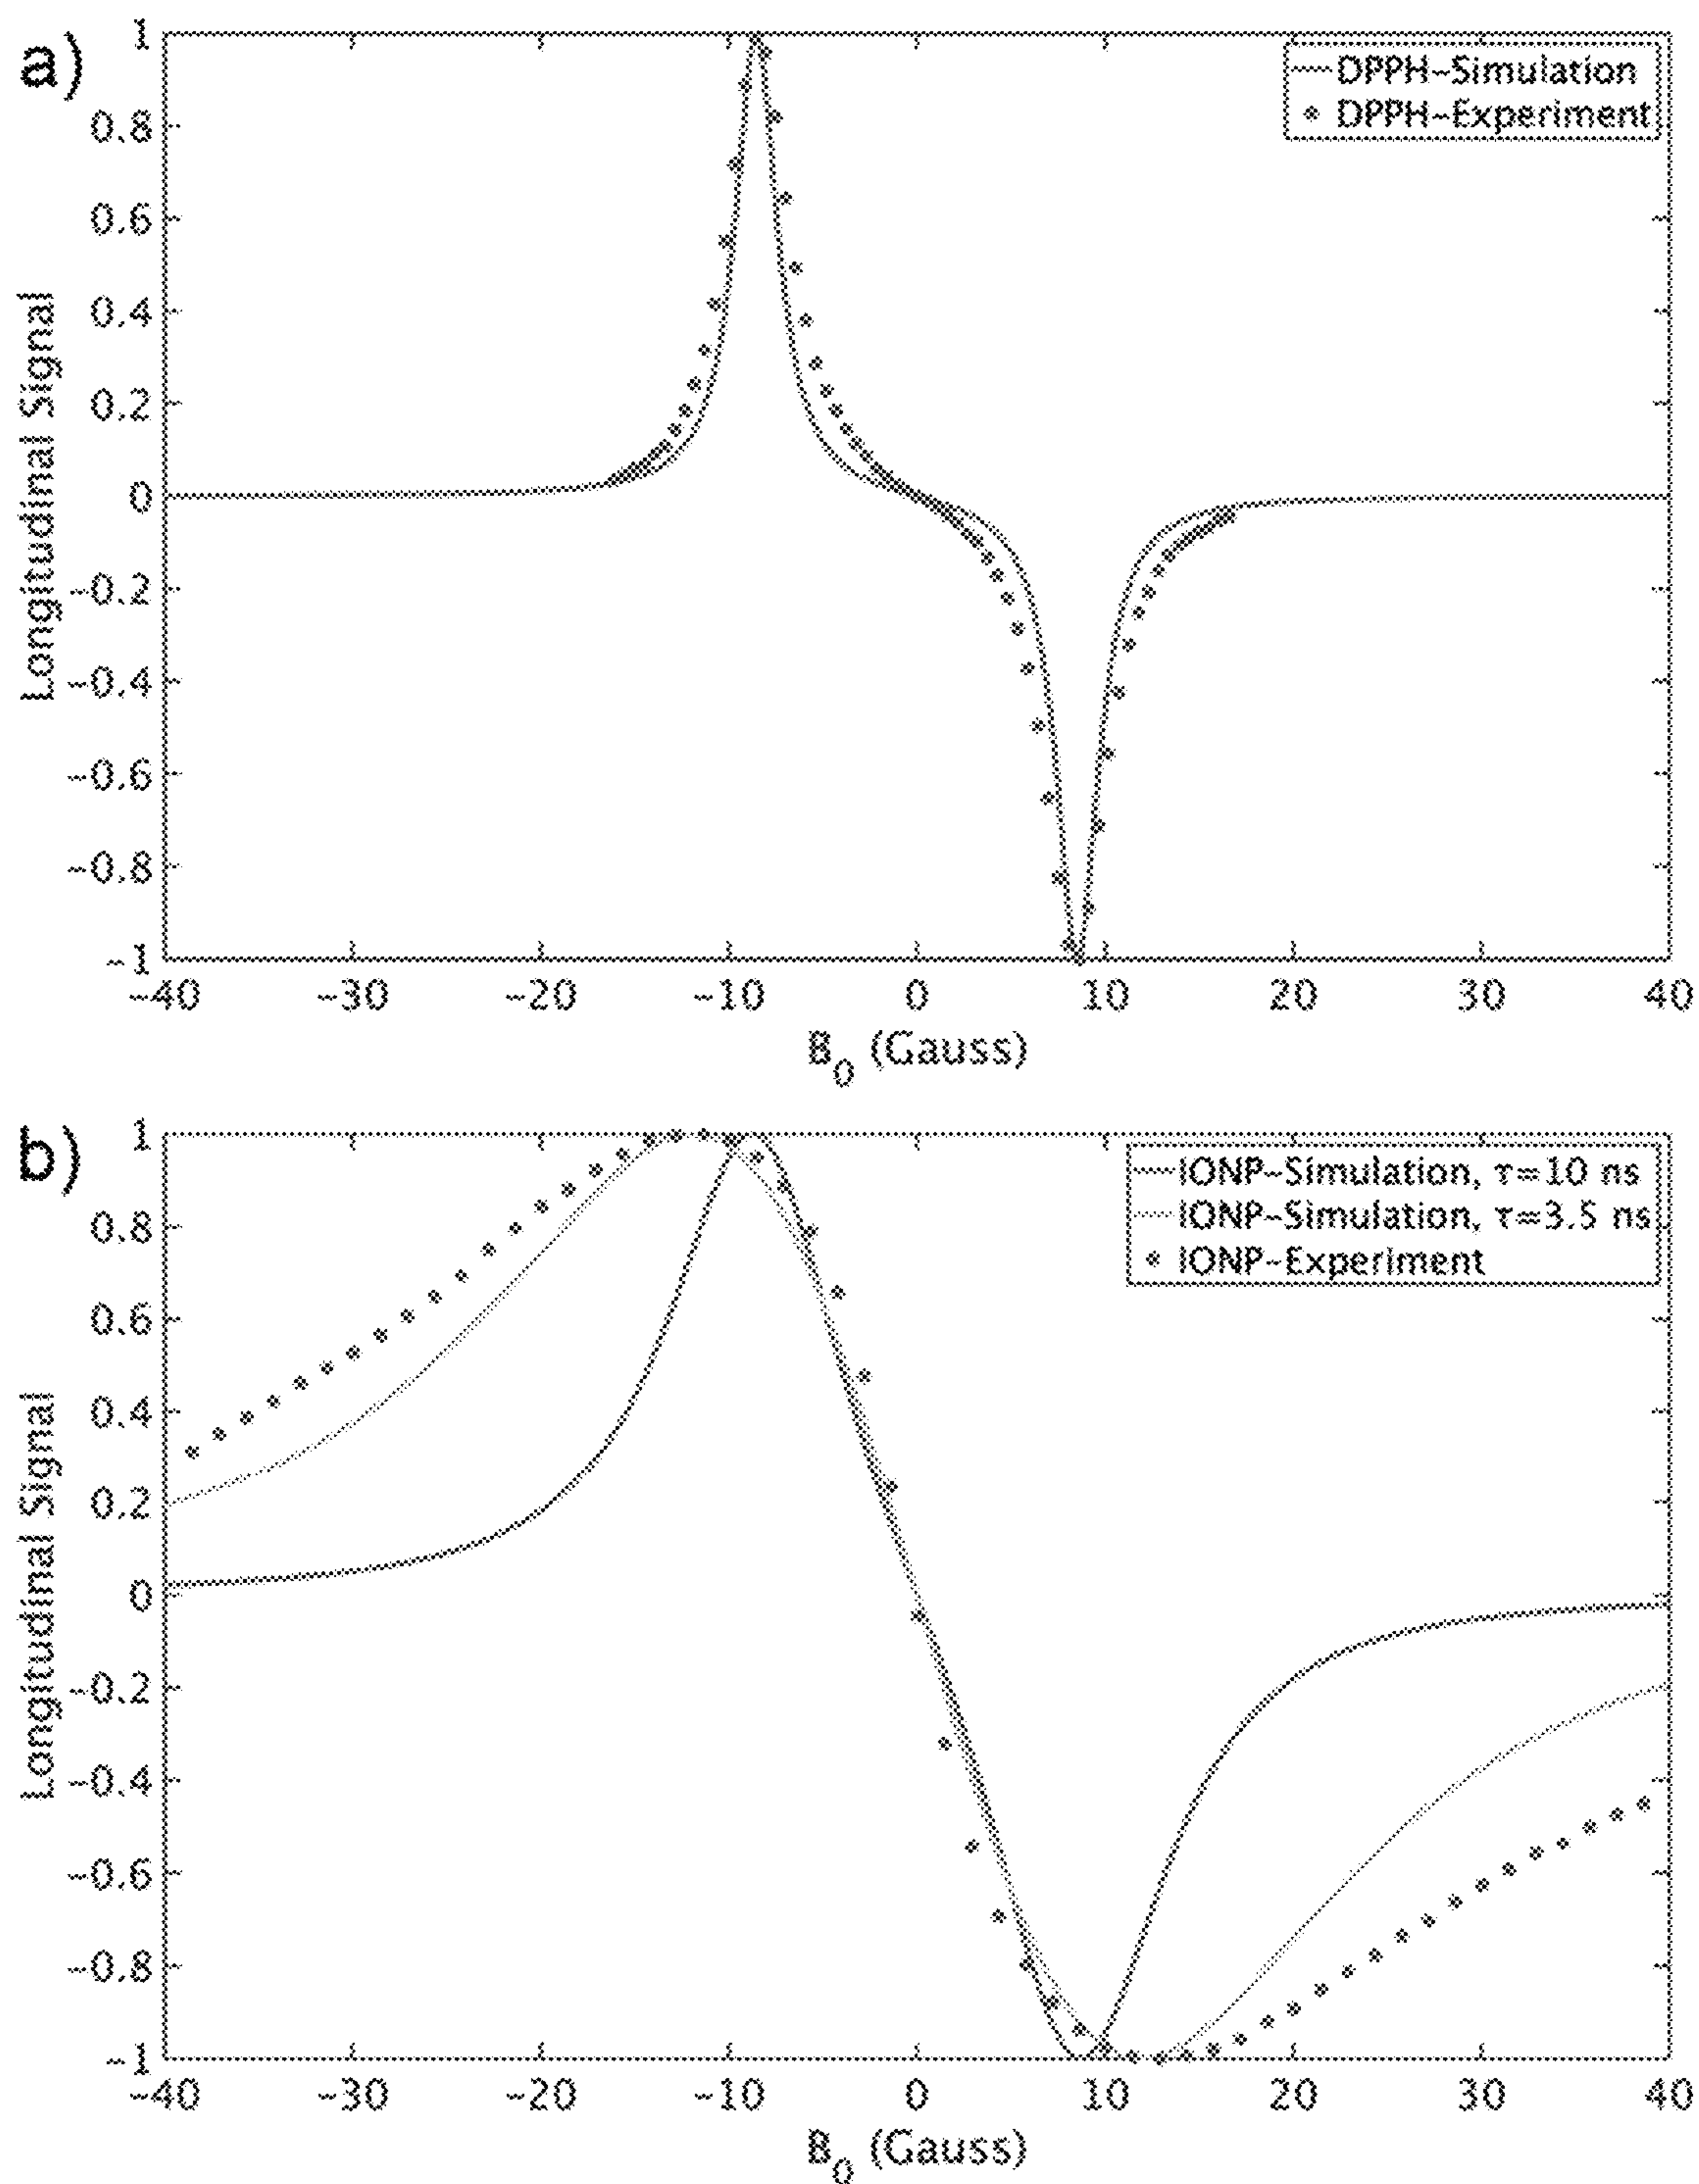 a)
DPPH-Simulation
DPPH-Experiment
Longitudinal Signal
1
0.8
0.6
0.4
0.2
0
-0.2
-0.4
-0.6
-0.8
-1
-40 -30 -20 -10 0 10 20 30 40
B0 (Gauss)
b)
IONP-Simulation, τ=10 ns
IONP-Simulation, τ=3.5 ns
IONP-Experiment
Longitudinal Signal
1
0.8
0.6
0.4
0.2
0
-0.2
-0.4
-0.6
-0.8
-1
-40 -30 -20 -10 0 10 20 30 40
B0 (Gauss)